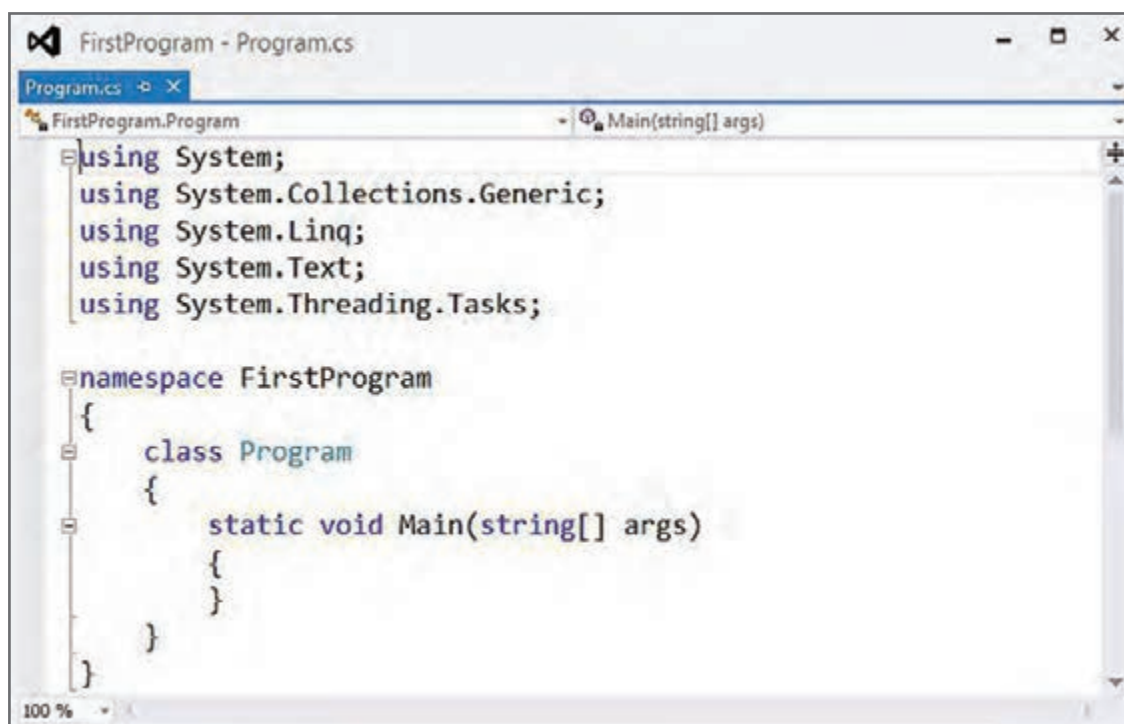 FirstProgram - Program.cs
Program.cs
FirstProgram.Program Main(string[] args)
using System;
using System.Collections.Generic;
using System.Linq;
using System.Text;
using System.Threading.Tasks;
namespace FirstProgram
{
class Program
{
static void Main(string[] args)
{
}
}
}
100 %